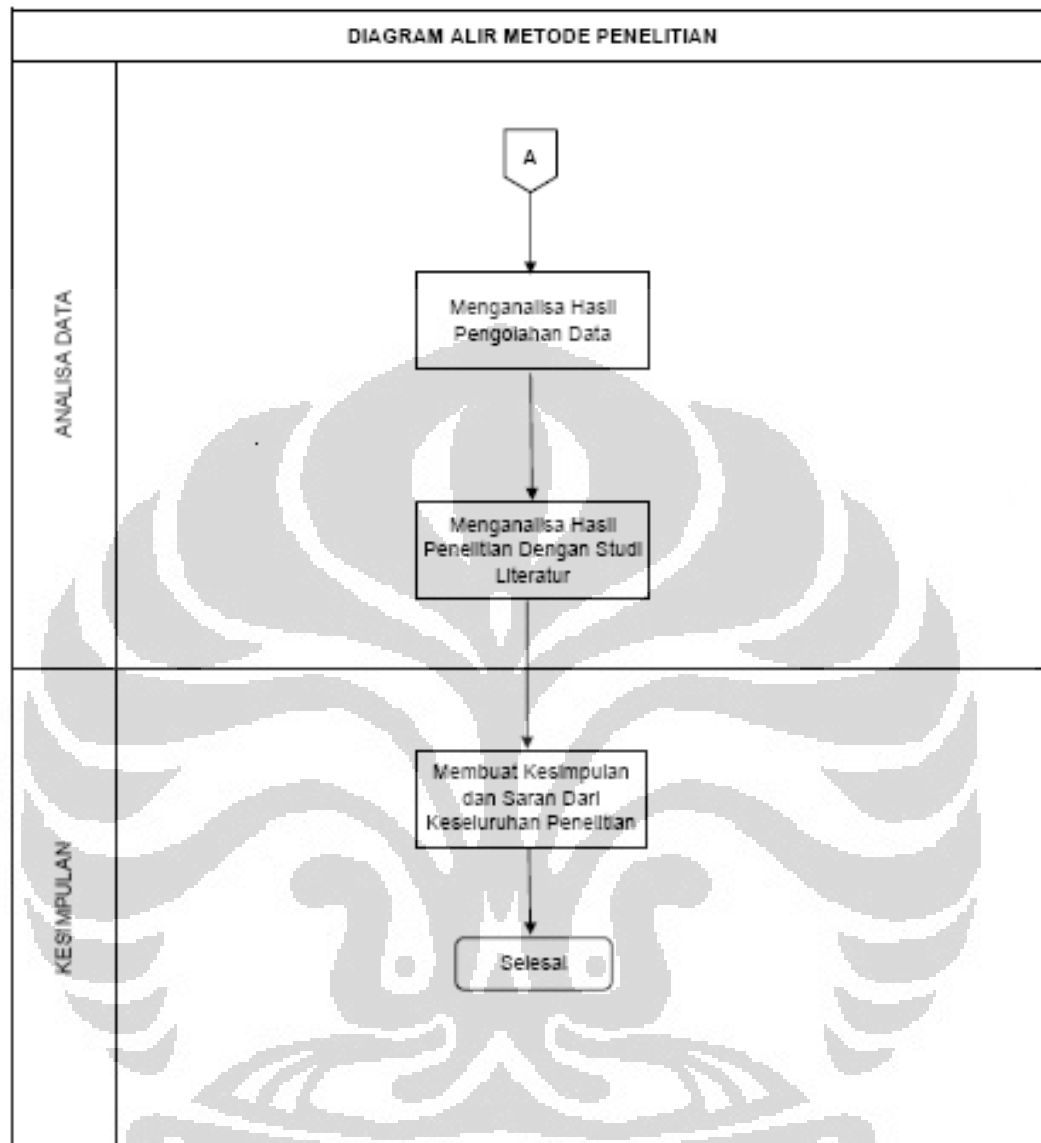 DIAGRAM ALIR METODE PENELITIAN
ANALISA DATA
A
Menganalisa Hasil
Pengolahan Data
Menganalisa Hasil
Penelitian Dengan Studi
Literatur
KESIMPULAN
Membuat Kesimpulan
dan Saran Dari
Keseluruhan Penelitian
Selesai